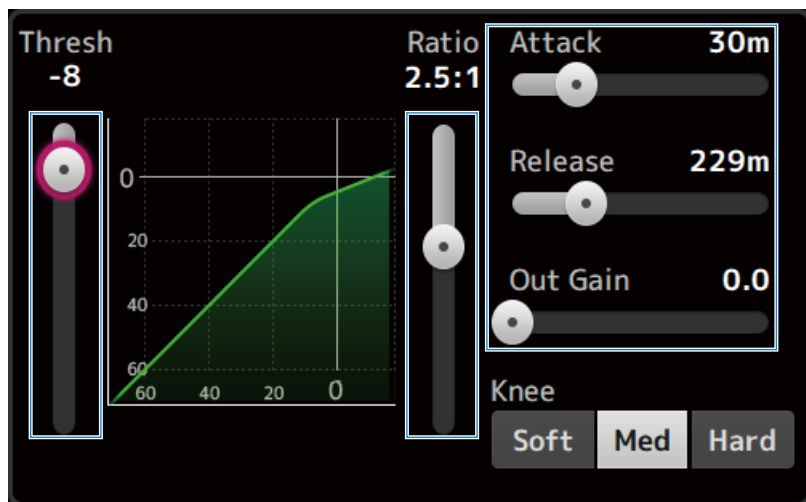 Thresh
-8
Ratio
2.5:1
Attack 30m
Release 229m
Out Gain 0.0
0
20
40
60
60 40 20 0
Knee
Soft Med Hard